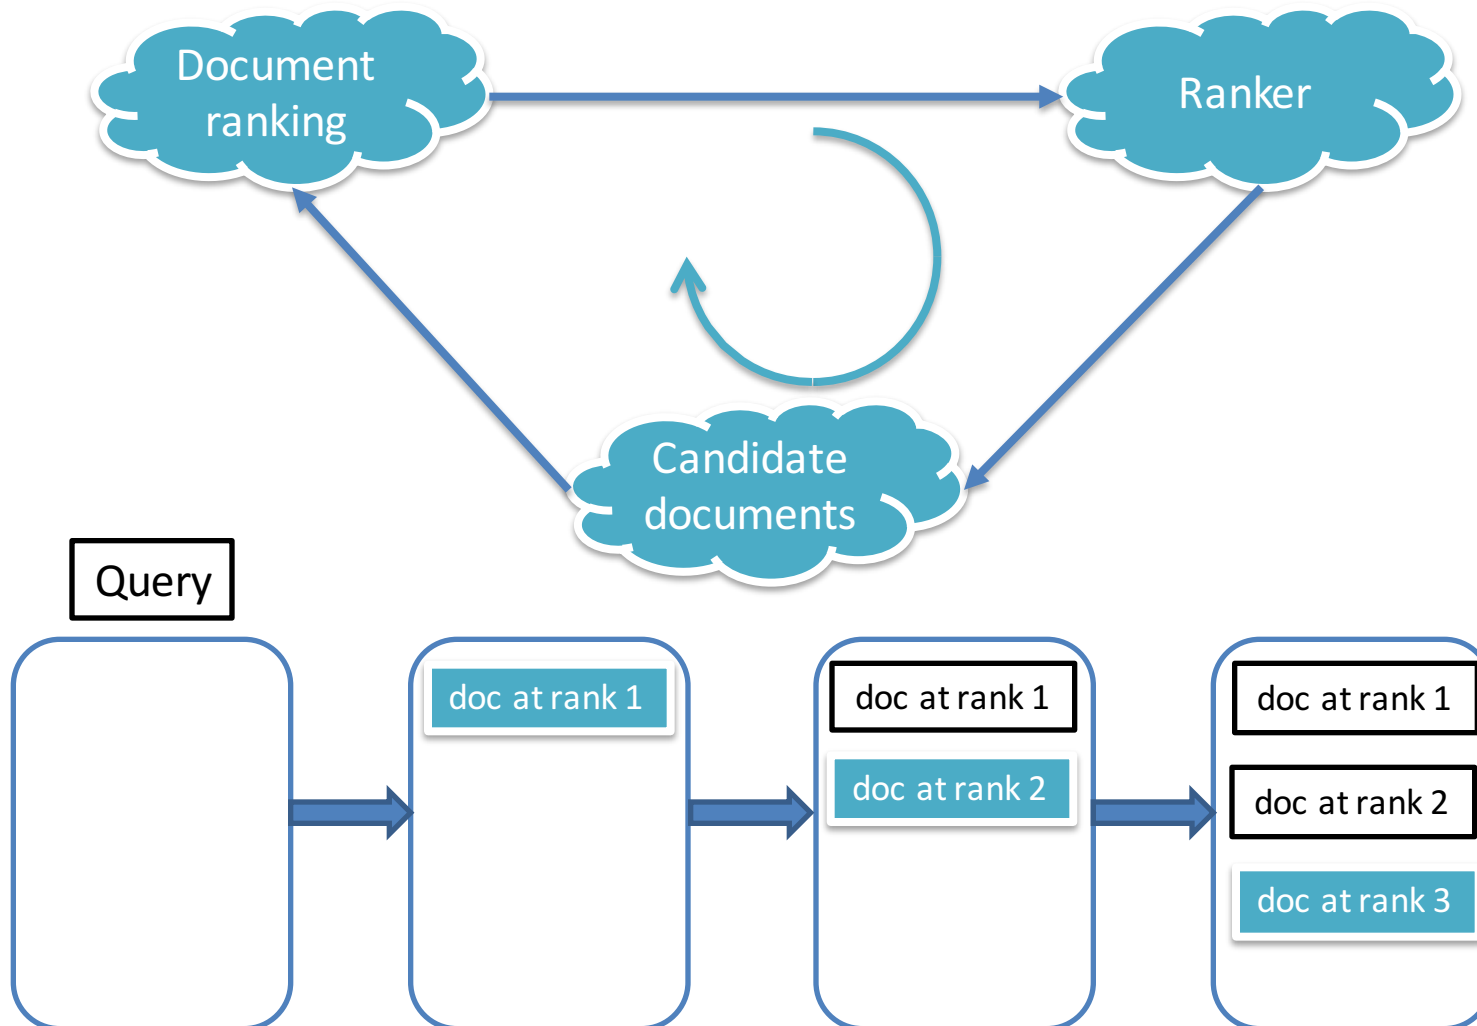 Document
ranking
Ranker
Candidate
documents
Query
doc at rank 1
doc at rank 1
doc at rank 2
doc at rank 1
doc at rank 2
doc at rank 3